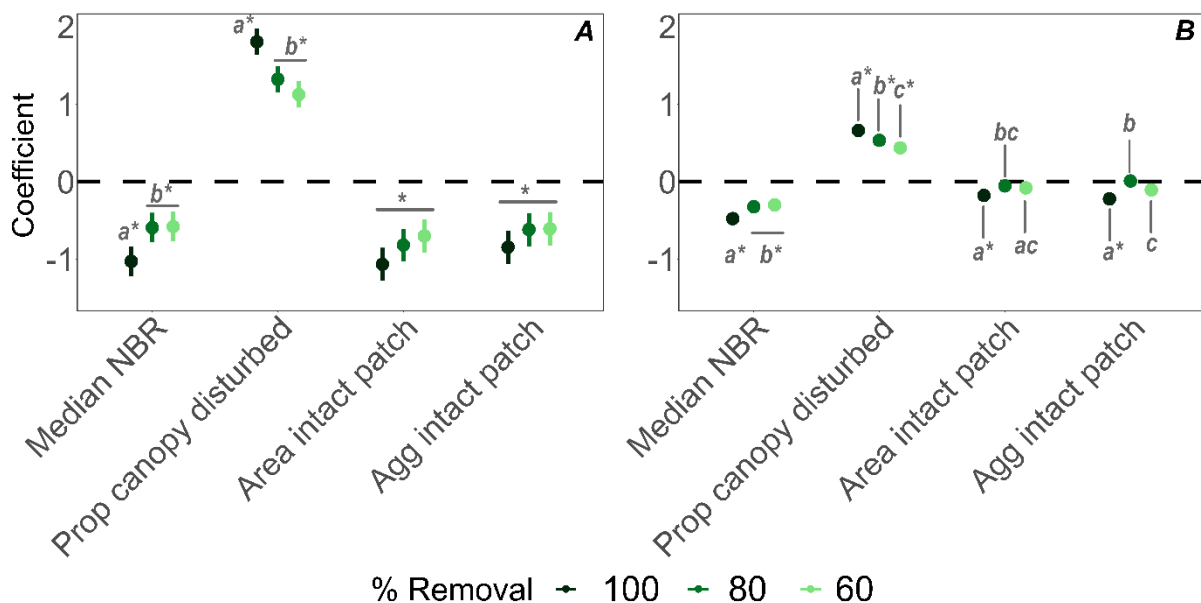 2
a*
b*
A
1
0
b*
*
*
a*
-1
Coefficient
Median NBR
Prop canopy disturbed
Area intact patch
Agg intact patch
2
B
a*
b*
c*
bc
b
1
0
-1
a*
b*
a*
ac
a*
c
Median NBR
Prop canopy disturbed
Area intact patch
Agg intact patch
% Removal 100 80 60